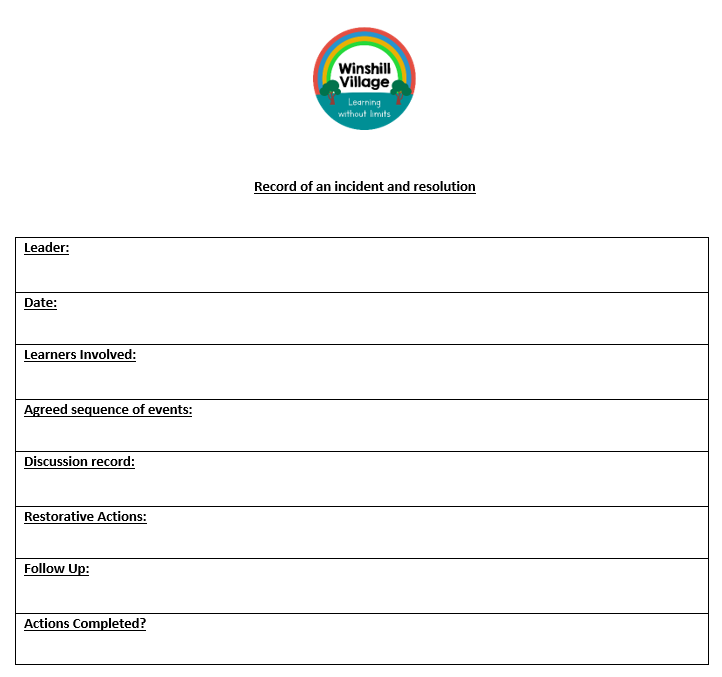 Winshill
Village
Learning
without limits
Record of an incident and resolution
Leader:
Date:
Learners Involved:
Agreed sequence of events:
Discussion record:
Restorative Actions:
Follow Up:
Actions Completed?